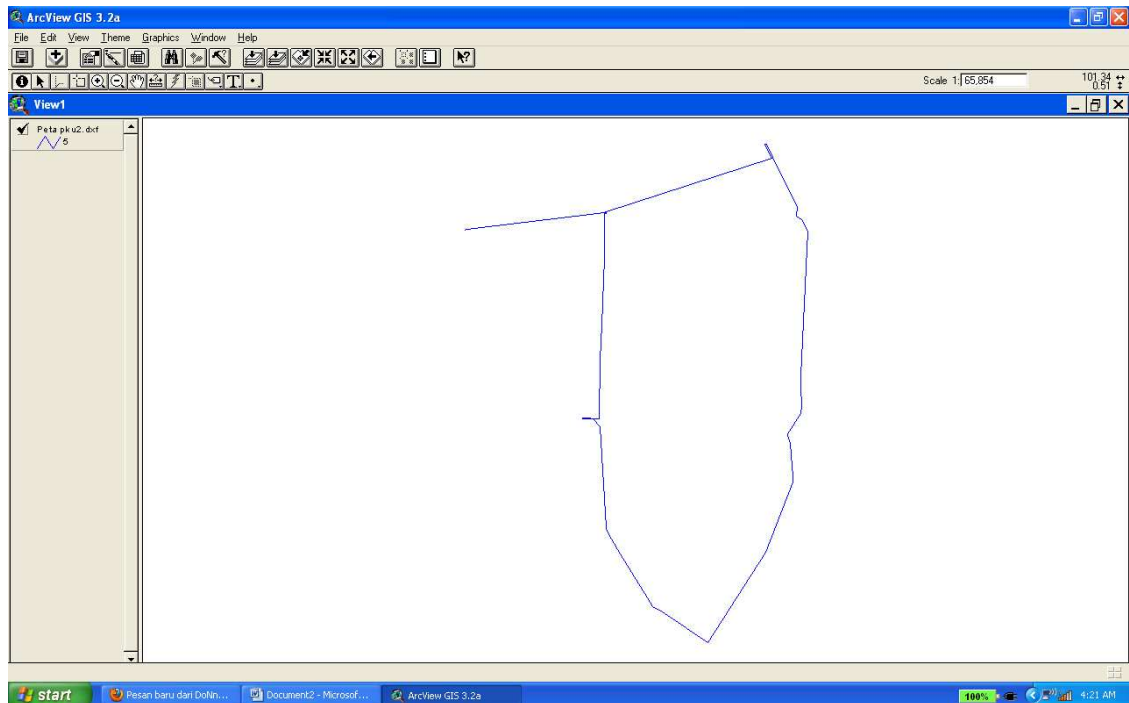 ArcView GIS 3.2a
File Edit View Theme Graphics Window Help
Scale 1: 65,854
101.34
0.51
View1
Peta pku2.dxf
5
start
Pesan baru dari DoNn...
Document2 - Microsof...
ArcView GIS 3.2a
100%
4:21 AM